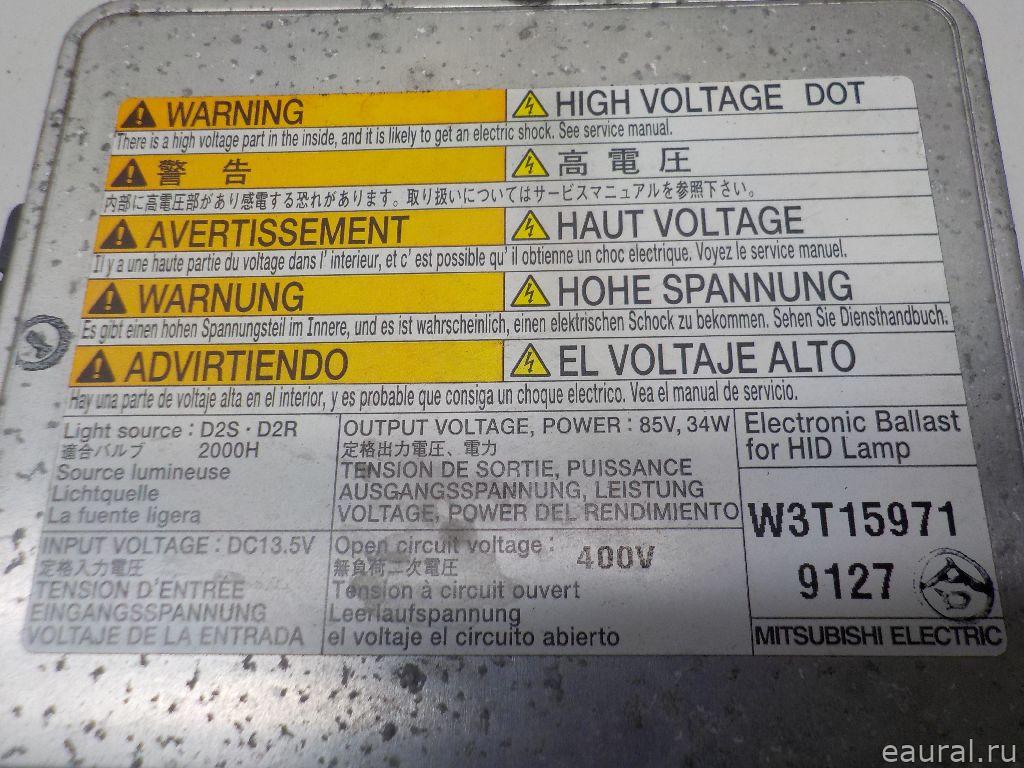 WARNING HIGH VOLTAGE DOT
There is a high voltage part in the inside, and it is likely to get an electric shock. See service manual.
警 告 高 電 圧
内部に高電圧部があり感電する恐れがあります。取り扱いについてはサービスマニュアルを参照下さい。
AVERTISSEMENT HAUT VOLTAGE
Il y a une haute partie du voltage dans l' interieur, et c' est possible qu' il obtienne un choc electrique. Voyez le service manuel.
WARNUNG HOHE SPANNUNG
Es gibt einen hohen Spannungsteil im Innere, und es ist wahrscheinlich, einen elektrischen Schock zu bekommen. Sehen Sie Diensthandbuch.
ADVIRTIENDO EL VOLTAJE ALTO
Hay una parte de voltaje alta en el interior, y es probable que consiga un choque electrico. Vea el manual de servicio.
Light source : D2S · D2R
適合バルブ 2000H
Source lumineuse
Lichtquelle
La fuente ligera
OUTPUT VOLTAGE, POWER : 85V, 34W
定格出力電圧、電力
TENSION DE SORTIE, PUISSANCE
AUSGANGSSPANNUNG, LEISTUNG
VOLTAGE, POWER DEL RENDIMIENTO
Electronic Ballast
for HID Lamp
INPUT VOLTAGE : DC13.5V
定格入力電圧
TENSION D'ENTRÉE
EINGANGSSPANNUNG
VOLTAJE DE LA ENTRADA
Open circuit voltage : 400V
無負荷二次電圧
Tension à circuit ouvert
Leerlaufspannung
el voltaje el circuito abierto
W3T15971
9127
MITSUBISHI ELECTRIC
eaural.ru